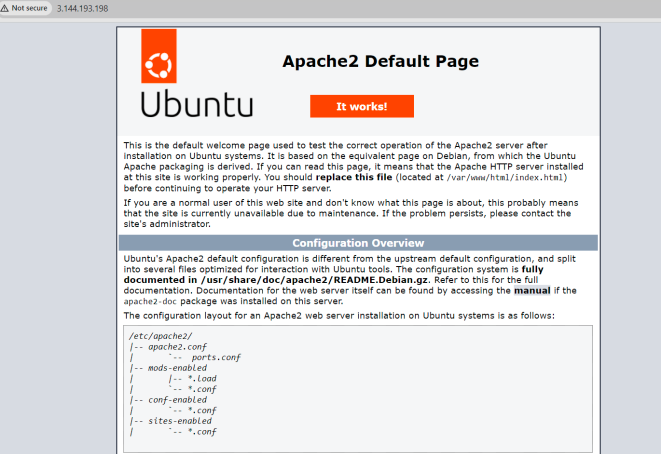 Not secure 3.144.193.198
Ubuntu
Apache2 Default Page
It works!
This is the default welcome page used to test the correct operation of the Apache2 server after
installation on Ubuntu systems. It is based on the equivalent page on Debian, from which the Ubuntu
Apache packaging is derived. If you can read this page, it means that the Apache HTTP server installed
at this site is working properly. You should replace this file (located at /var/www/html/index.html)
before continuing to operate your HTTP server.
If you are a normal user of this web site and don't know what this page is about, this probably means
that the site is currently unavailable due to maintenance. If the problem persists, please contact the
site's administrator.
Configuration Overview
Ubuntu's Apache2 default configuration is different from the upstream default configuration, and split
into several files optimized for interaction with Ubuntu tools. The configuration system is fully
documented in /usr/share/doc/apache2/README.Debian.gz. Refer to this for the full
documentation. Documentation for the web server itself can be found by accessing the manual if the
apache2-doc package was installed on this server.
The configuration layout for an Apache2 web server installation on Ubuntu systems is as follows:
/etc/apache2/
|-- apache2.conf
|       `--  ports.conf
|-- mods-enabled
|       |-- *.load
|       `-- *.conf
|-- conf-enabled
|       `-- *.conf
|-- sites-enabled
|       `-- *.conf